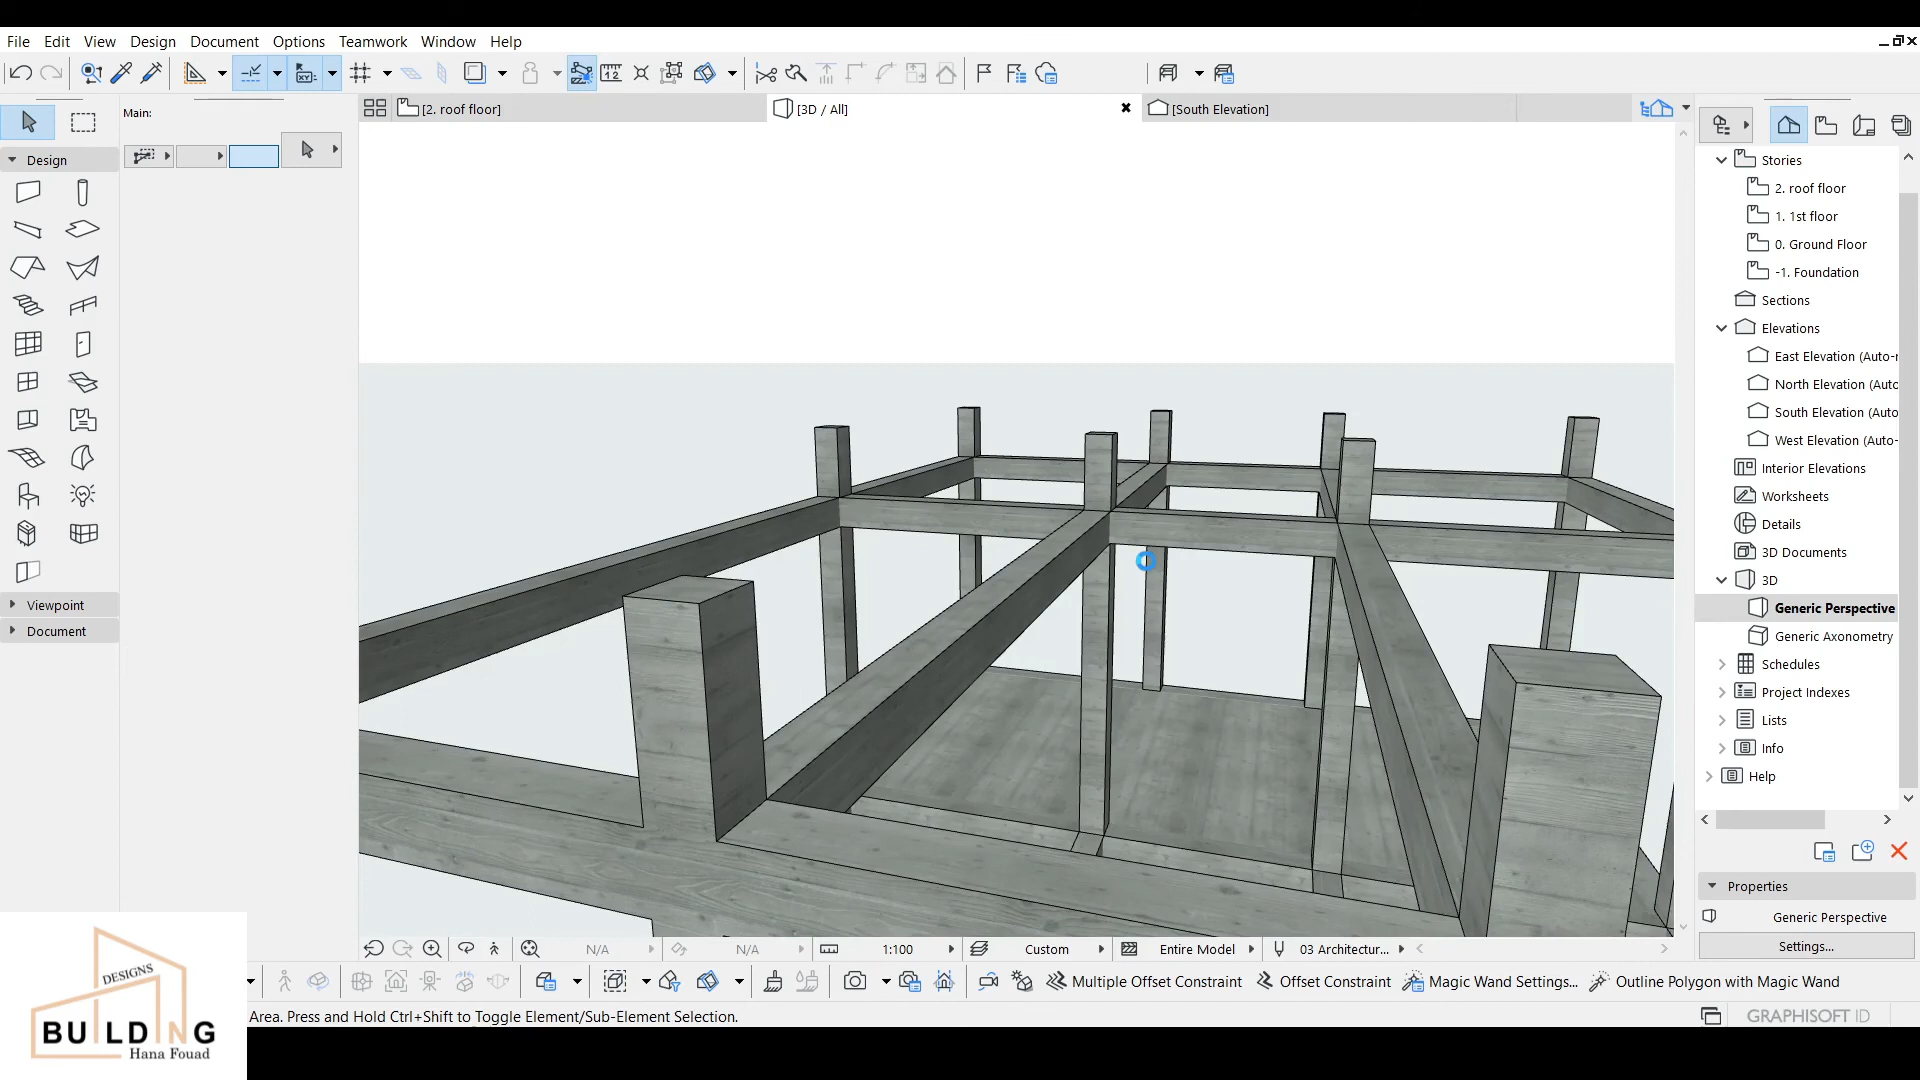 File Edit View Design Document Options Teamwork Window Help
[2. roof floor]
[3D / All]
[South Elevation]
Main:
Design
Viewpoint
Document
Stories
2. roof floor
1. 1st floor
0. Ground Floor
-1. Foundation
Sections
Elevations
East Elevation (Auto-r
North Elevation (Autc
South Elevation (Auto
West Elevation (Auto-
Interior Elevations
Worksheets
Details
3D Documents
3D
Generic Perspective
Generic Axonometry
Schedules
Project Indexes
Lists
Info
Help
Properties
Generic Perspective
Settings...
N/A N/A 1:100 Custom Entire Model 03 Architectur...
Multiple Offset Constraint Offset Constraint Magic Wand Settings... Outline Polygon with Magic Wand
Area. Press and Hold Ctrl+Shift to Toggle Element/Sub-Element Selection.
GRAPHISOFT ID
DESIGNS
BUILDING
Hana Fouad